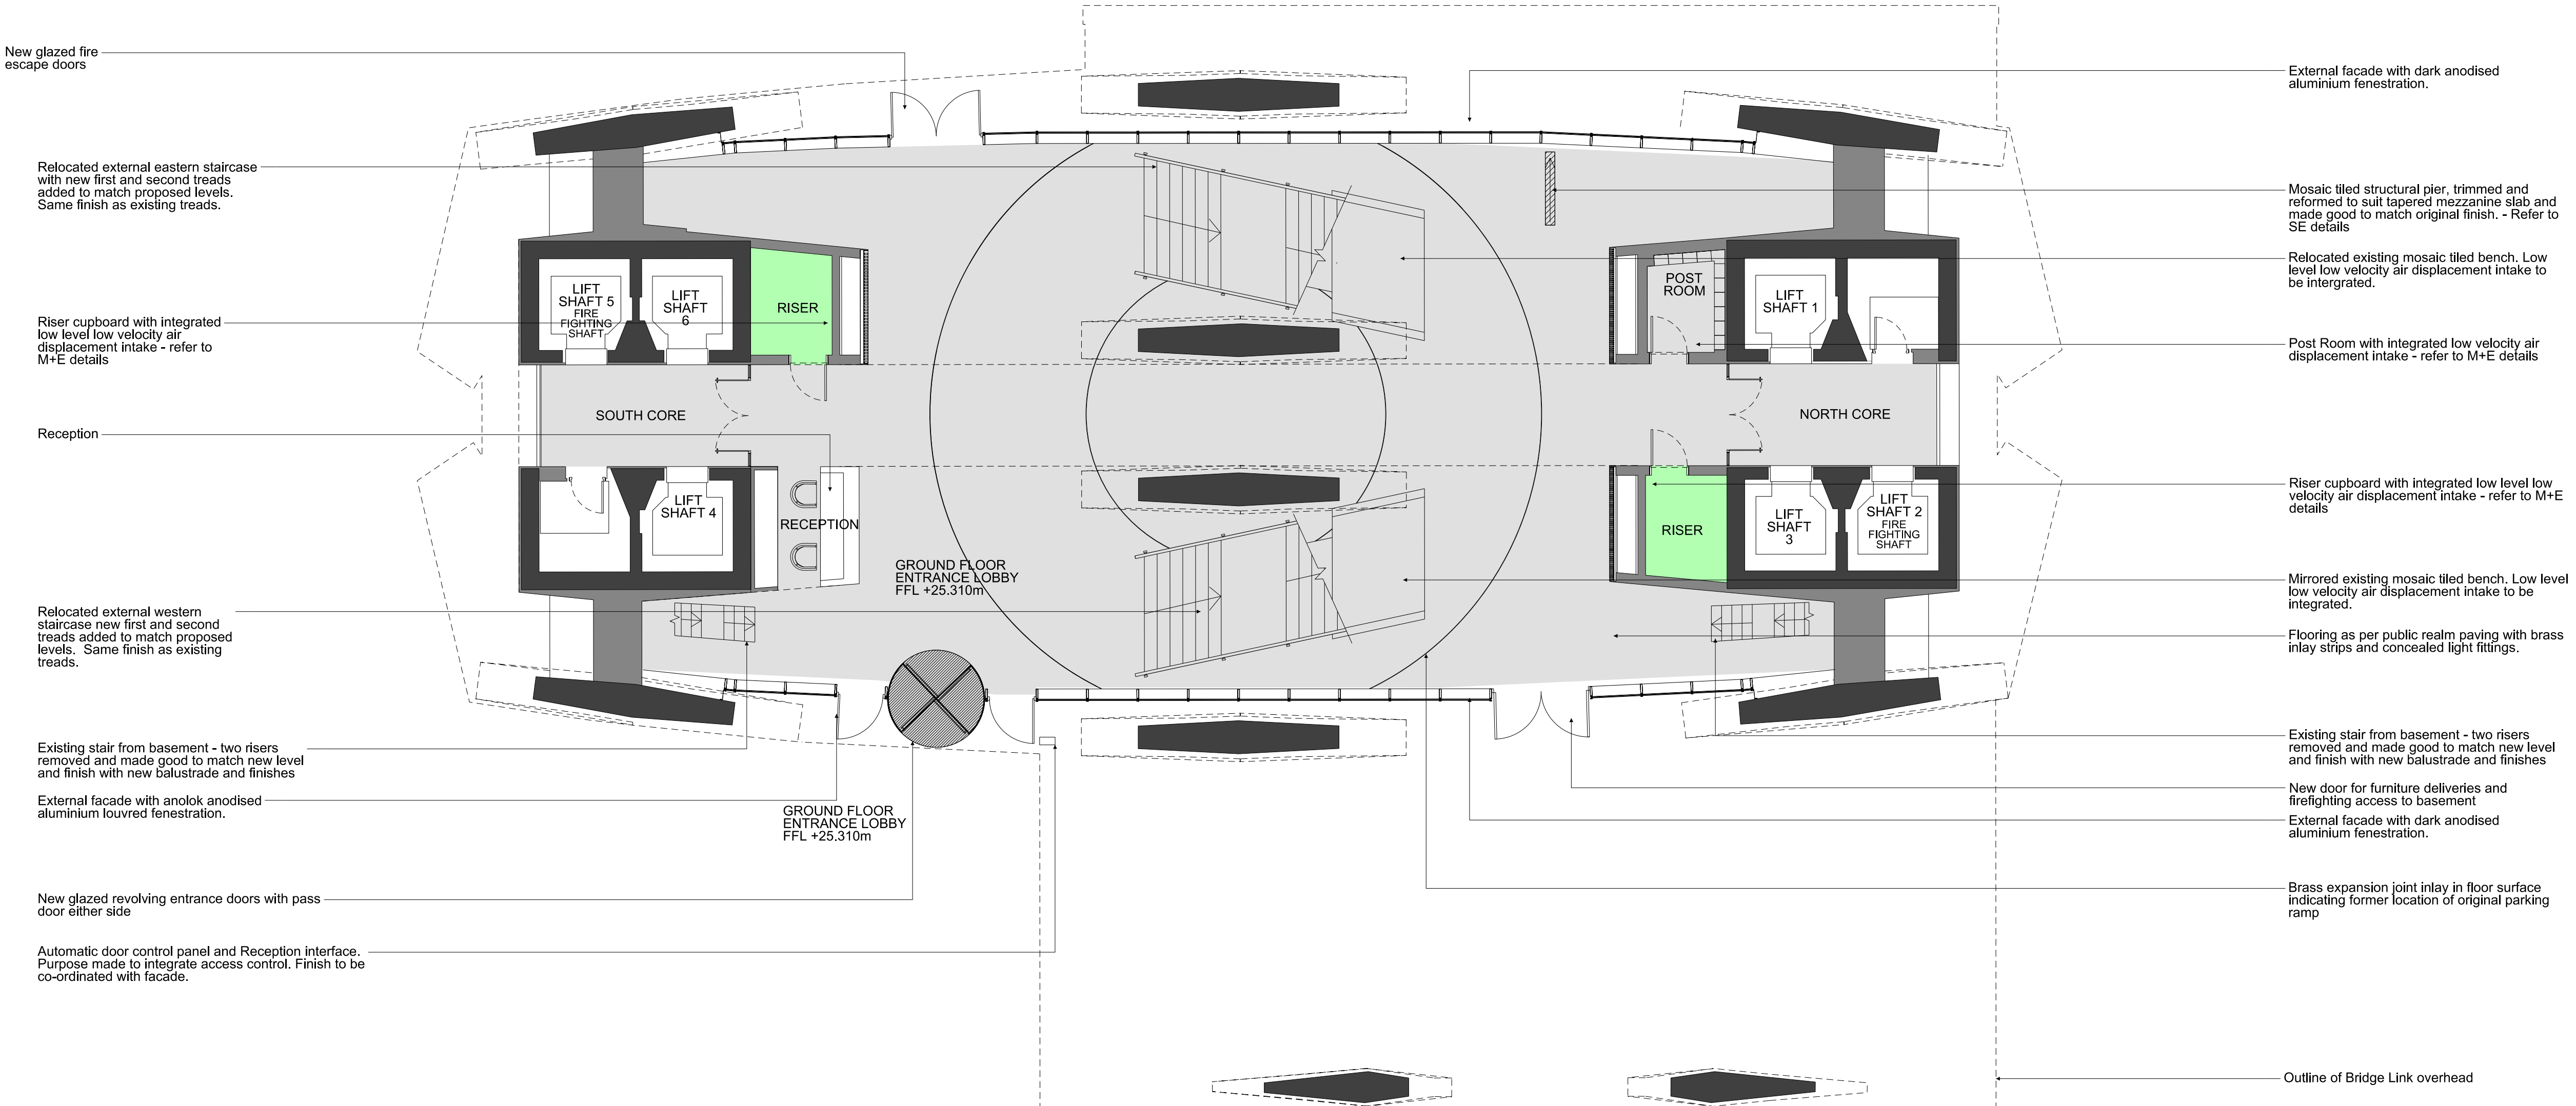 New glazed fire
escape doors
Relocated external eastern staircase
with new first and second treads
added to match proposed levels.
Same finish as existing treads.
Riser cupboard with integrated
low level low velocity air
displacement intake - refer to
M+E details
Reception
Relocated external western
staircase new first and second
treads added to match proposed
levels.  Same finish as existing
treads.
Existing stair from basement - two risers
removed and made good to match new level
and finish with new balustrade and finishes
External facade with anolok anodised
aluminium louvred fenestration.
New glazed revolving entrance doors with pass
door either side
Automatic door control panel and Reception interface.
Purpose made to integrate access control. Finish to be
co-ordinated with facade.
LIFT
SHAFT 5
FIRE
FIGHTING
SHAFT
LIFT
SHAFT
6
RISER
SOUTH CORE
LIFT
SHAFT 4
RECEPTION
GROUND FLOOR
ENTRANCE LOBBY
FFL +25.310m
GROUND FLOOR
ENTRANCE LOBBY
FFL +25.310m
POST
ROOM
LIFT
SHAFT 1
NORTH CORE
RISER
LIFT
SHAFT
3
LIFT
SHAFT 2
FIRE
FIGHTING
SHAFT
External facade with dark anodised
aluminium fenestration.
Mosaic tiled structural pier, trimmed and
reformed to suit tapered mezzanine slab and
made good to match original finish. - Refer to
SE details
Relocated existing mosaic tiled bench. Low
level low velocity air displacement intake to
be intergrated.
Post Room with integrated low velocity air
displacement intake - refer to M+E details
Riser cupboard with integrated low level low
velocity air displacement intake - refer to M+E
details
Mirrored existing mosaic tiled bench. Low level
low velocity air displacement intake to be
integrated.
Flooring as per public realm paving with brass
inlay strips and concealed light fittings.
Existing stair from basement - two risers
removed and made good to match new level
and finish with new balustrade and finishes
New door for furniture deliveries and
firefighting access to basement
External facade with dark anodised
aluminium fenestration.
Brass expansion joint inlay in floor surface
indicating former location of original parking
ramp
Outline of Bridge Link overhead